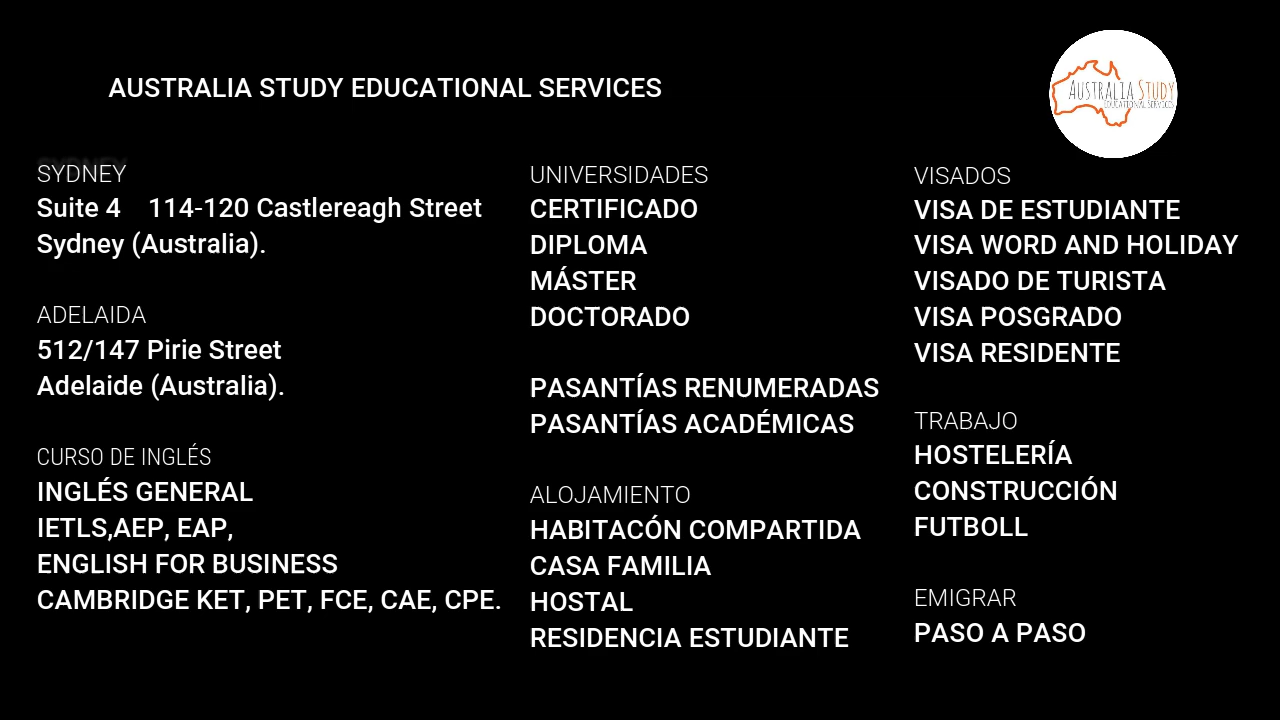 AUSTRALIA STUDY EDUCATIONAL SERVICES
AUSTRALIA STUDY
EDUCATIONAL SERVICES
SYDNEY
Suite 4 114-120 Castlereagh Street
Sydney (Australia).
ADELAIDA
512/147 Pirie Street
Adelaide (Australia).
CURSO DE INGLÉS
INGLÉS GENERAL
IETLS,AEP, EAP,
ENGLISH FOR BUSINESS
CAMBRIDGE KET, PET, FCE, CAE, CPE.
UNIVERSIDADES
CERTIFICADO
DIPLOMA
MÁSTER
DOCTORADO
PASANTÍAS RENUMERADAS
PASANTÍAS ACADÉMICAS
ALOJAMIENTO
HABITACÓN COMPARTIDA
CASA FAMILIA
HOSTAL
RESIDENCIA ESTUDIANTE
VISADOS
VISA DE ESTUDIANTE
VISA WORD AND HOLIDAY
VISADO DE TURISTA
VISA POSGRADO
VISA RESIDENTE
TRABAJO
HOSTELERÍA
CONSTRUCCIÓN
FUTBOLL
EMIGRAR
PASO A PASO